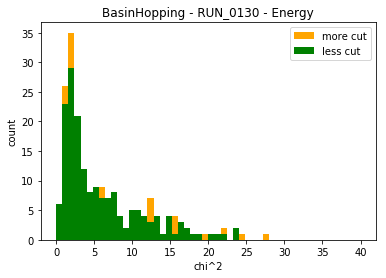 BasinHopping - RUN_0130 - Energy
more cut
less cut
count
35
30
25
20
15
10
5
0
0 5 10 15 20 25 30 35 40
chi^2